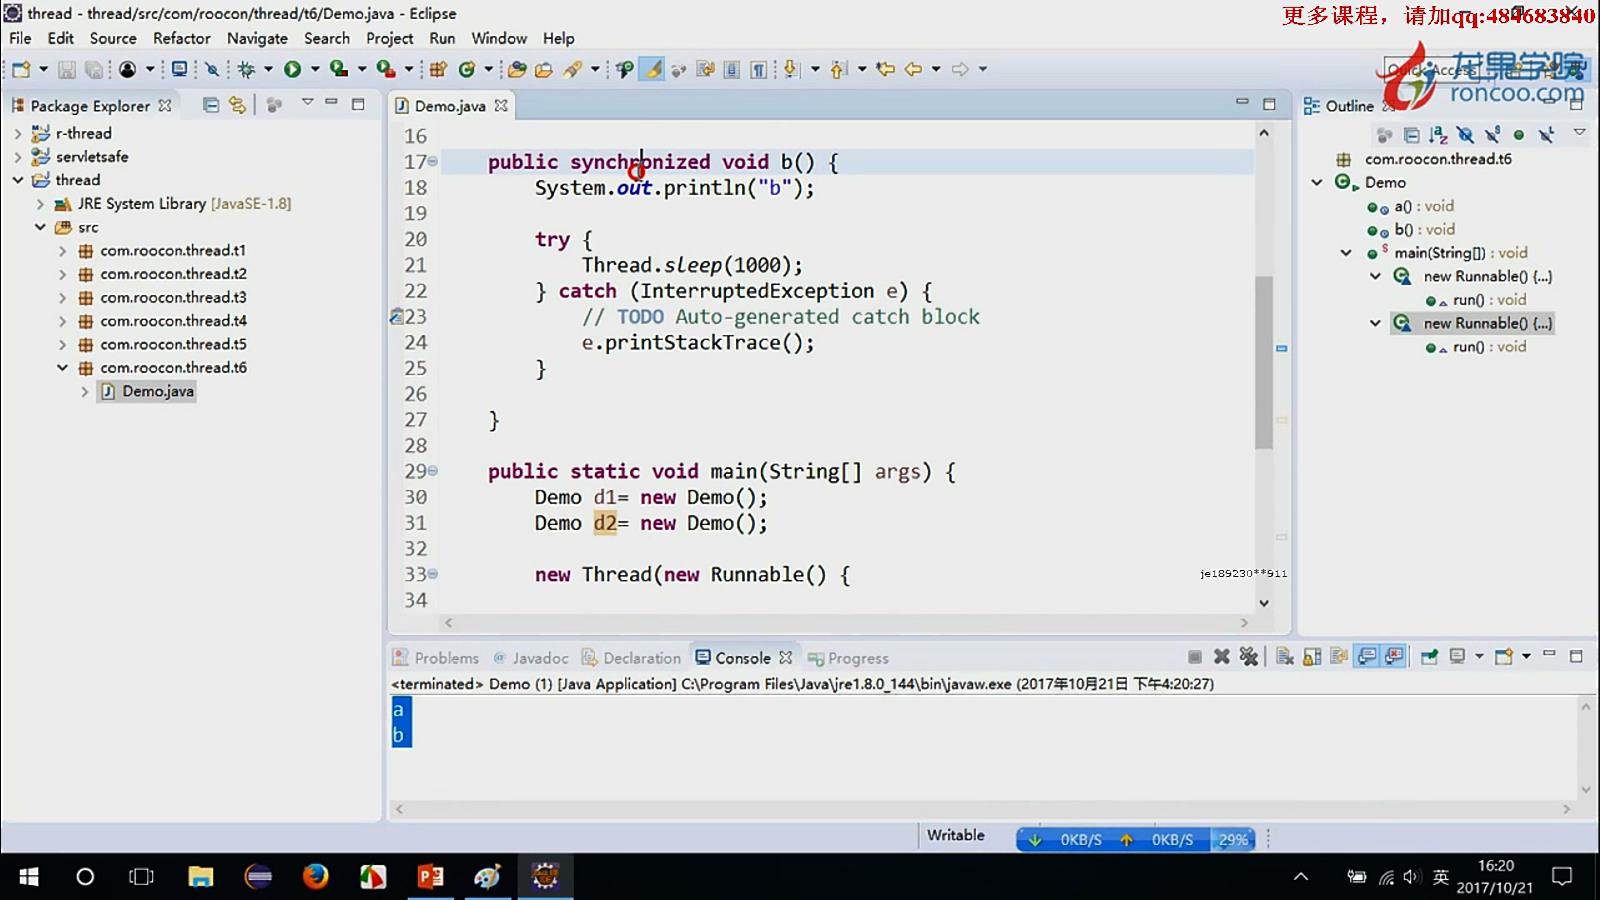 thread - thread/src/com/roocon/thread/t6/Demo.java - Eclipse
更多课程，请加qq:484683840
File Edit Source Refactor Navigate Search Project Run Window Help
Quick Access
龙果学院
roncoo.com
Package Explorer
r-thread
servletsafe
thread
JRE System Library [JavaSE-1.8]
src
com.roocon.thread.t1
com.roocon.thread.t2
com.roocon.thread.t3
com.roocon.thread.t4
com.roocon.thread.t5
com.roocon.thread.t6
Demo.java
Demo.java
16
17 public synchronized void b() {
18 System.out.println("b");
19
20 try {
21 Thread.sleep(1000);
22 } catch (InterruptedException e) {
23 // TODO Auto-generated catch block
24 e.printStackTrace();
25 }
26
27 }
28
29 public static void main(String[] args) {
30 Demo d1= new Demo();
31 Demo d2= new Demo();
32
33 new Thread(new Runnable() {
34
je189230**911
Outline
com.roocon.thread.t6
Demo
a() : void
b() : void
main(String[]) : void
new Runnable() {...}
run() : void
new Runnable() {...}
run() : void
Problems @ Javadoc Declaration Console Progress
<terminated> Demo (1) [Java Application] C:\Program Files\Java\jre1.8.0_144\bin\javaw.exe (2017年10月21日 下午4:20:27)
a
b
Writable
0KB/S 0KB/S 29%
英
16:20
2017/10/21